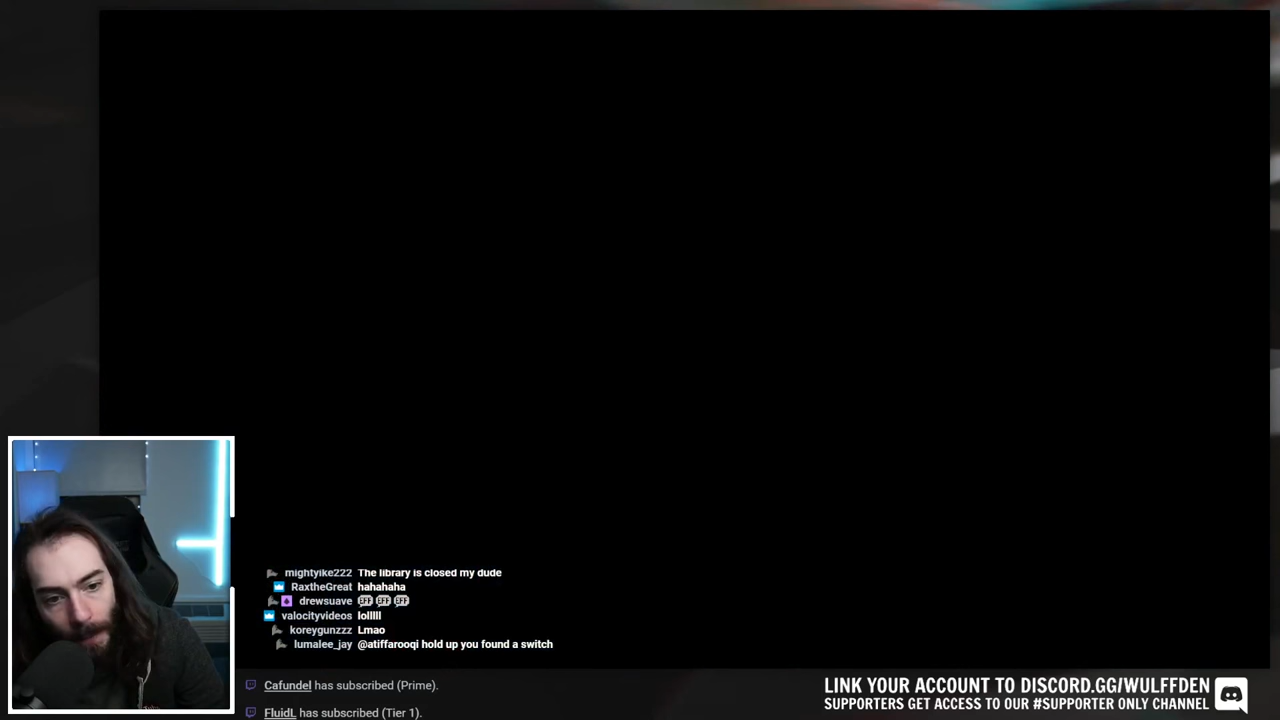 mightyike222 The library is closed my dude
RaxtheGreat hahahaha
drewsuave
valocityvideos lolllll
koreygunzzz Lmao
lumalee_jay @atiffarooqi hold up you found a switch
Cafundel has subscribed (Prime).
FluidL has subscribed (Tier 1).
LINK YOUR ACCOUNT TO DISCORD.GG/WULFFDEN
SUPPORTERS GET ACCESS TO OUR #SUPPORTER ONLY CHANNEL